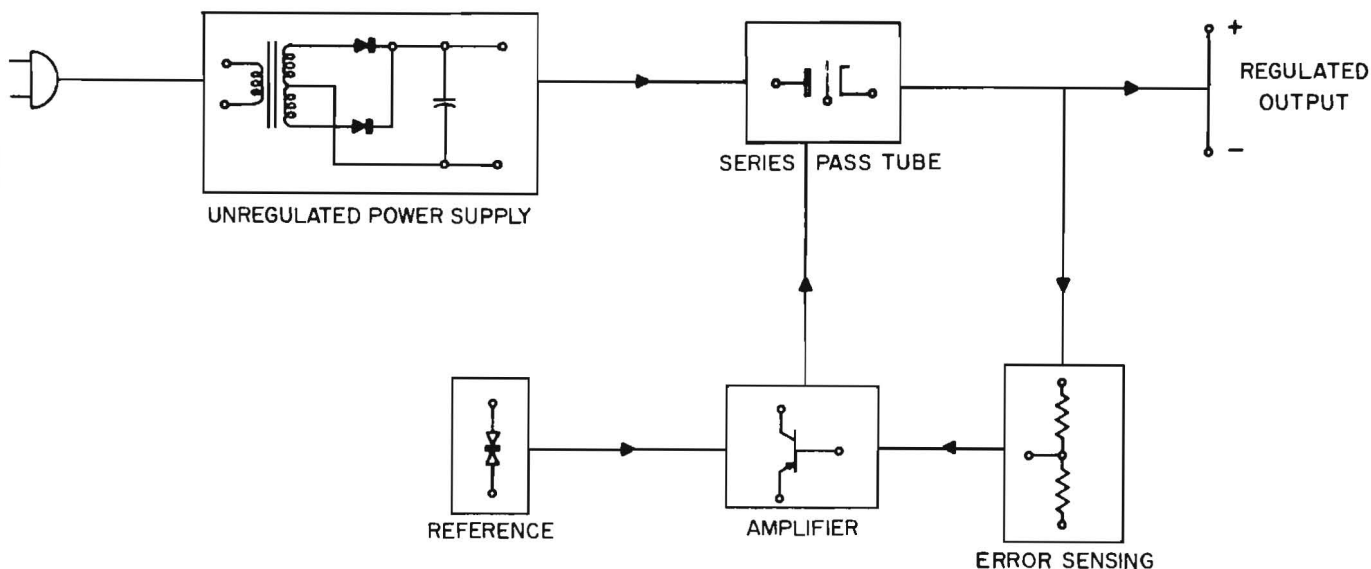 +
REGULATED
OUTPUT
−
SERIES PASS TUBE
UNREGULATED POWER SUPPLY
REFERENCE
AMPLIFIER
ERROR SENSING